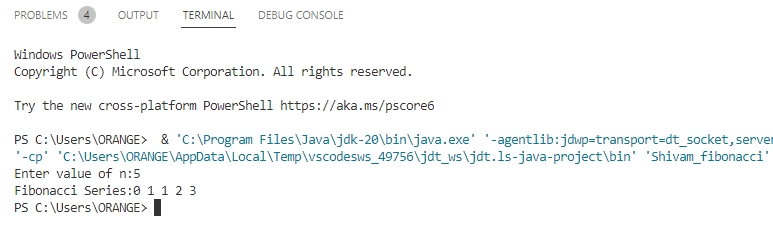 PROBLEMS 4 OUTPUT TERMINAL DEBUG CONSOLE
Windows PowerShell
Copyright (C) Microsoft Corporation. All rights reserved.
Try the new cross-platform PowerShell https://aka.ms/pscore6
PS C:\Users\ORANGE>  & 'C:\Program Files\Java\jdk-20\bin\java.exe' '-agentlib:jdwp=transport=dt_socket,server
'-cp' 'C:\Users\ORANGE\AppData\Local\Temp\vscodesws_49756\jdt_ws\jdt.ls-java-project\bin' 'Shivam_fibonacci'
Enter value of n:5
Fibonacci Series:0 1 1 2 3
PS C:\Users\ORANGE>